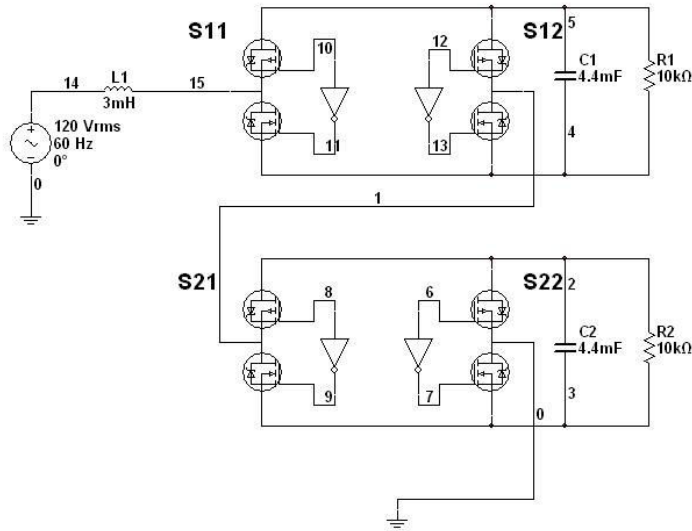 S11
S12
5
10
12
C1
4.4mF
R1
10kΩ
14
L1
15
3mH
120 Vrms
60 Hz
0°
11
13
4
0
1
S21
S22
2
8
6
C2
4.4mF
R2
10kΩ
9
7
3
0